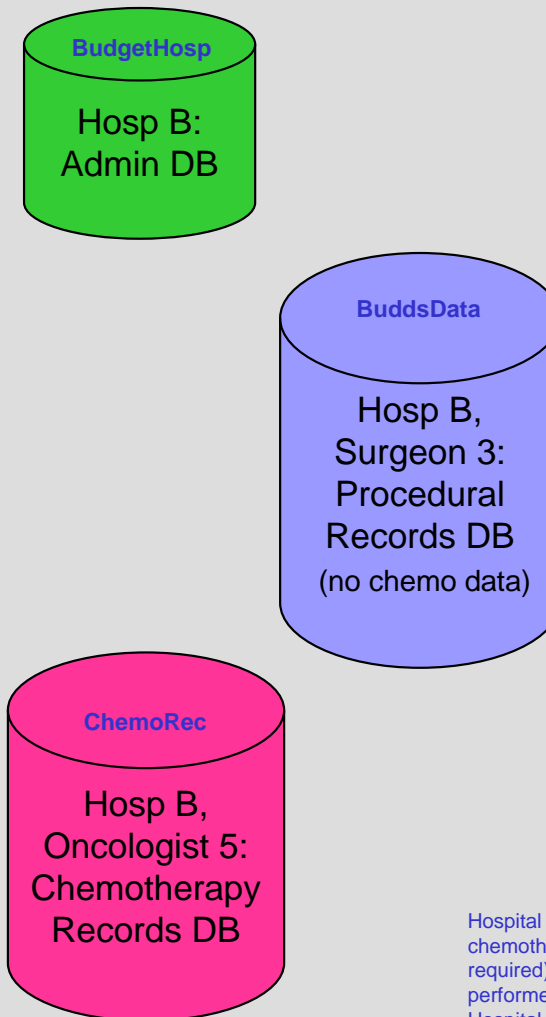 BudgetHosp
Hosp B:
Admin DB
BuddsData
Hosp B,
Surgeon 3:
Procedural
Records DB
(no chemo data)
ChemoRec
Hosp B,
Oncologist 5:
Chemotherapy
Records DB
Hospital
chemoth
required)
performe